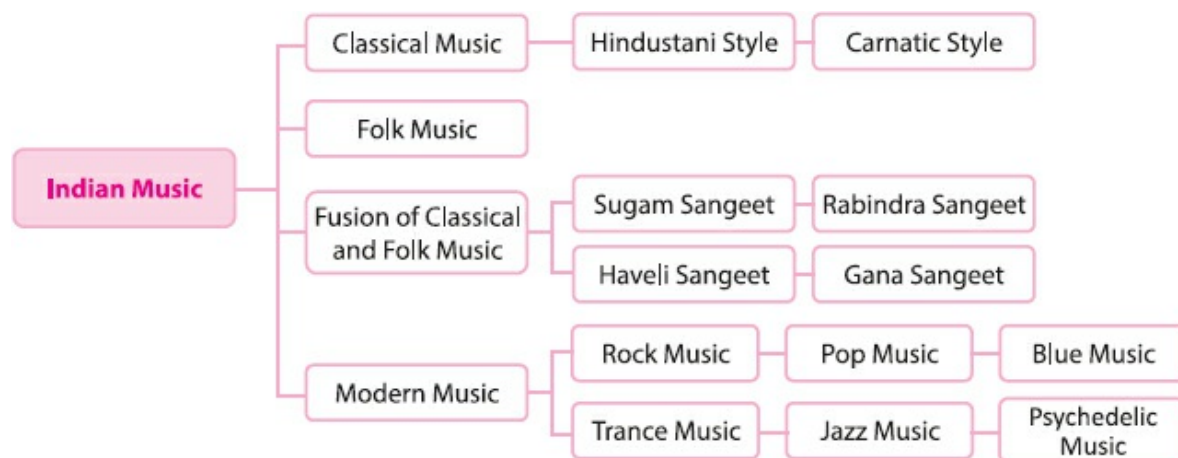 Classical Music
Hindustani Style
Carnatic Style
Folk Music
Indian Music
Fusion of Classical
and Folk Music
Sugam Sangeet
Rabindra Sangeet
Haveli Sangeet
Gana Sangeet
Modern Music
Rock Music
Pop Music
Blue Music
Trance Music
Jazz Music
Psychedelic
Music